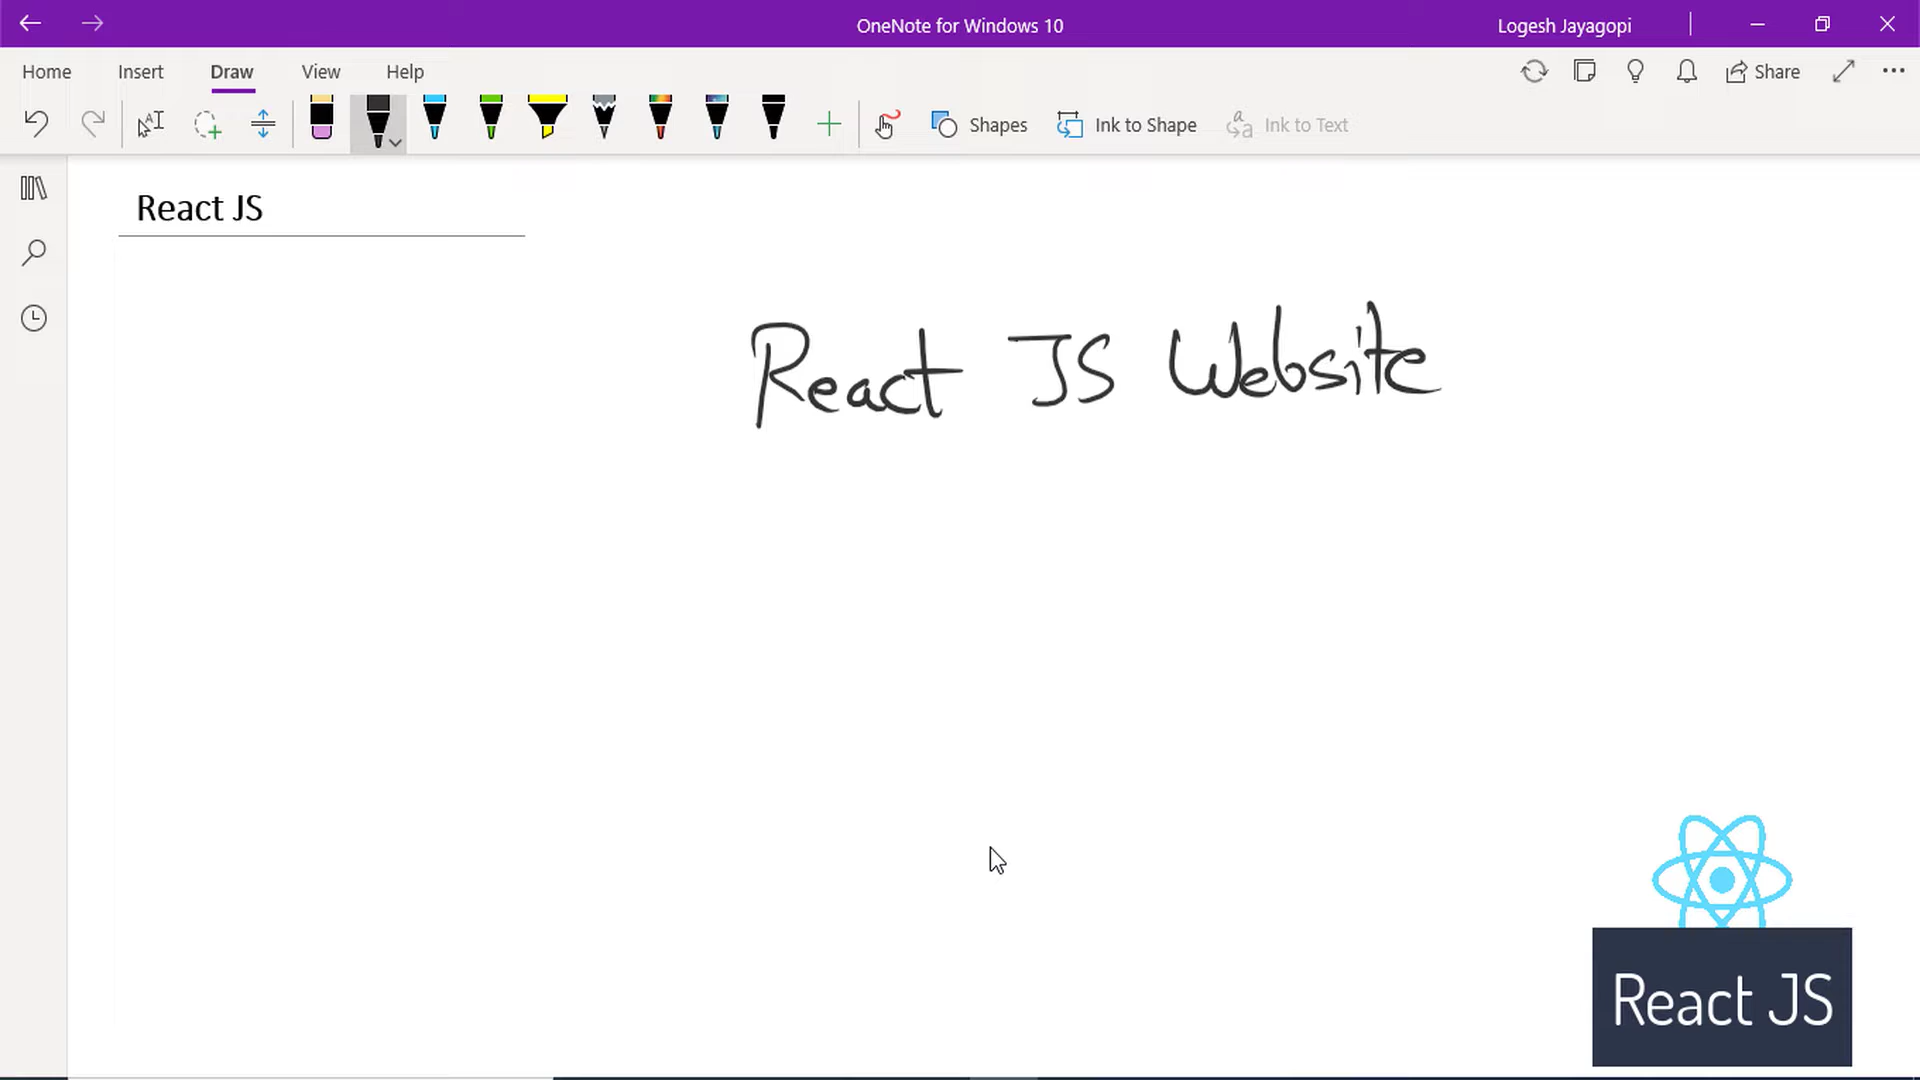 OneNote for Windows 10
Logesh Jayagopi
Home Insert Draw View Help
Share
Shapes
Ink to Shape
Ink to Text
React JS
React JS Website
React JS